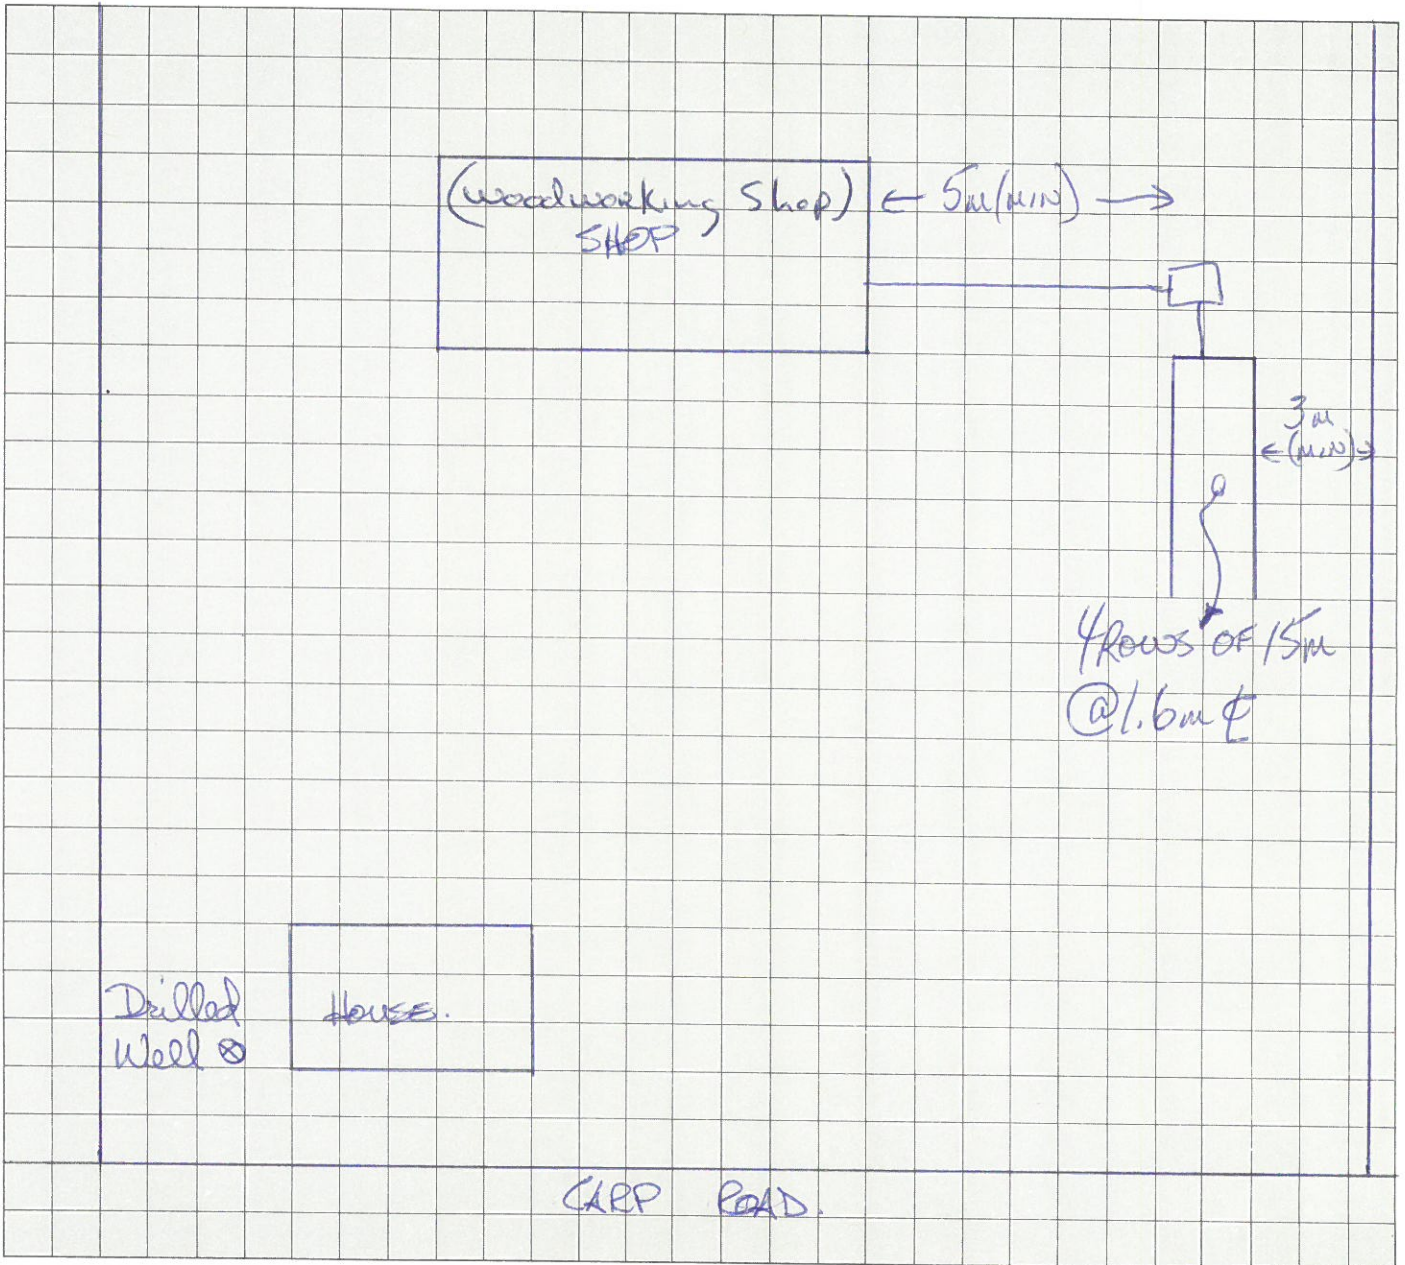 (Woodworking Shop)
SHOP
← 5m (MIN) →
3m
←(MIN)→
4 ROWS OF 15m
@1.6m ₵
Drilled
Well ⊗
HOUSE.
CARP ROAD.